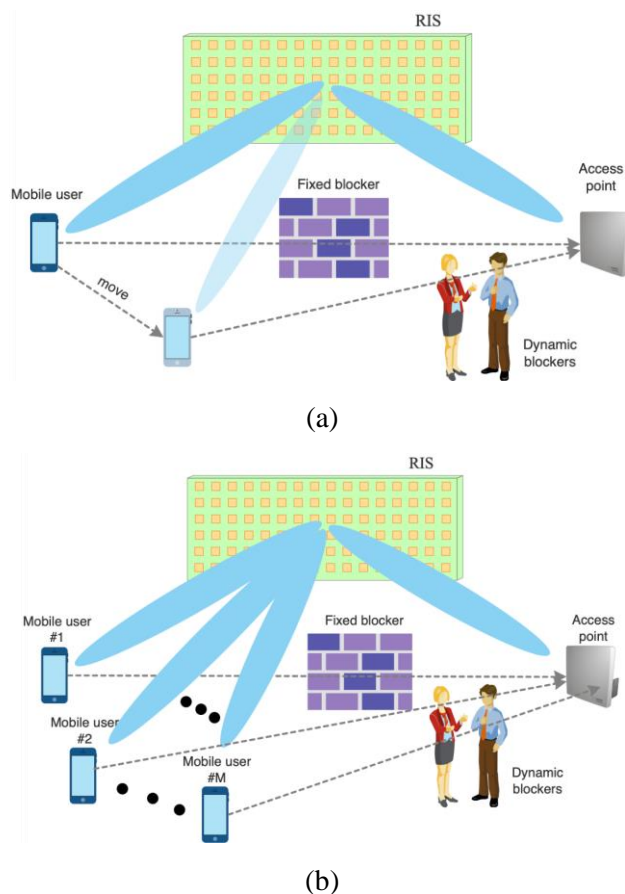 RIS
Mobile user
Fixed blocker
Access
point
move
Dynamic
blockers
(a)
RIS
Mobile user
#1
Fixed blocker
Access
point
Mobile user
#2
Mobile user
#M
Dynamic
blockers
(b)